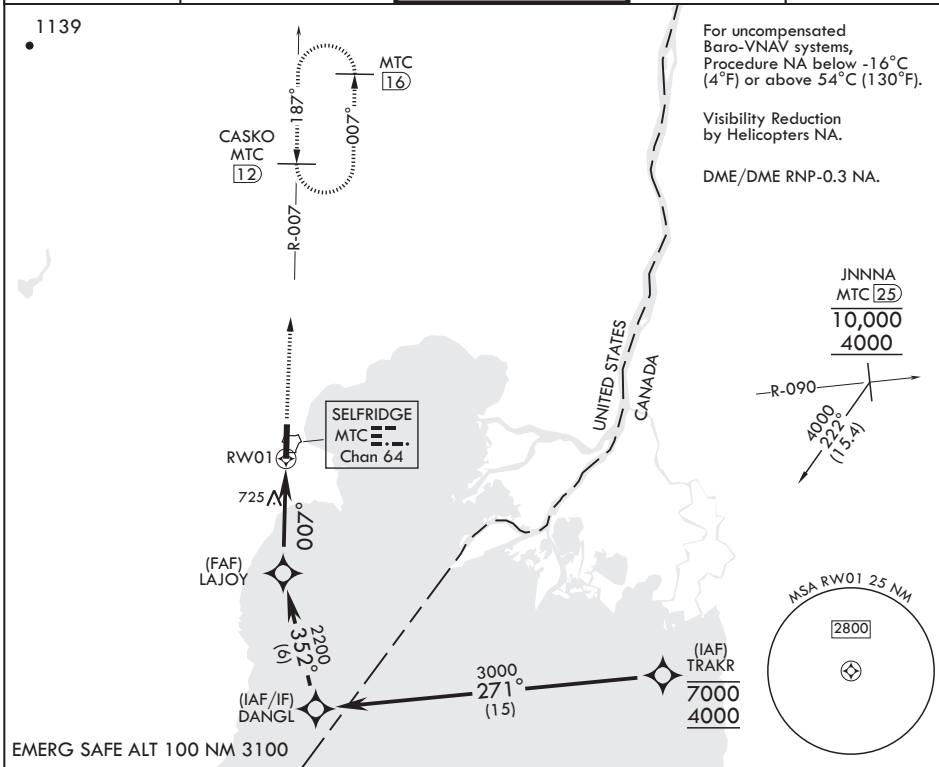 1139
For uncompensated
Baro-VNAV systems,
Procedure NA below -16°C
(4°F) or above 54°C (130°F).
Visibility Reduction
by Helicopters NA.
DME/DME RNP-0.3 NA.
MTC
16
187°
007°
CASKO
MTC
12
R-007
JNNNA
MTC 25
10,000
4000
R-090
4000
222°
(15.4)
UNITED STATES
CANADA
SELFRIDGE
MTC
Chan 64
RW01
725
007°
(FAF)
LAJOY
2200
352°
(6)
(IAF/IF)
DANGL
3000
271°
(15)
(IAF)
TRAKR
7000
4000
MSA RW01 25 NM
2800
EMERG SAFE ALT 100 NM 3100